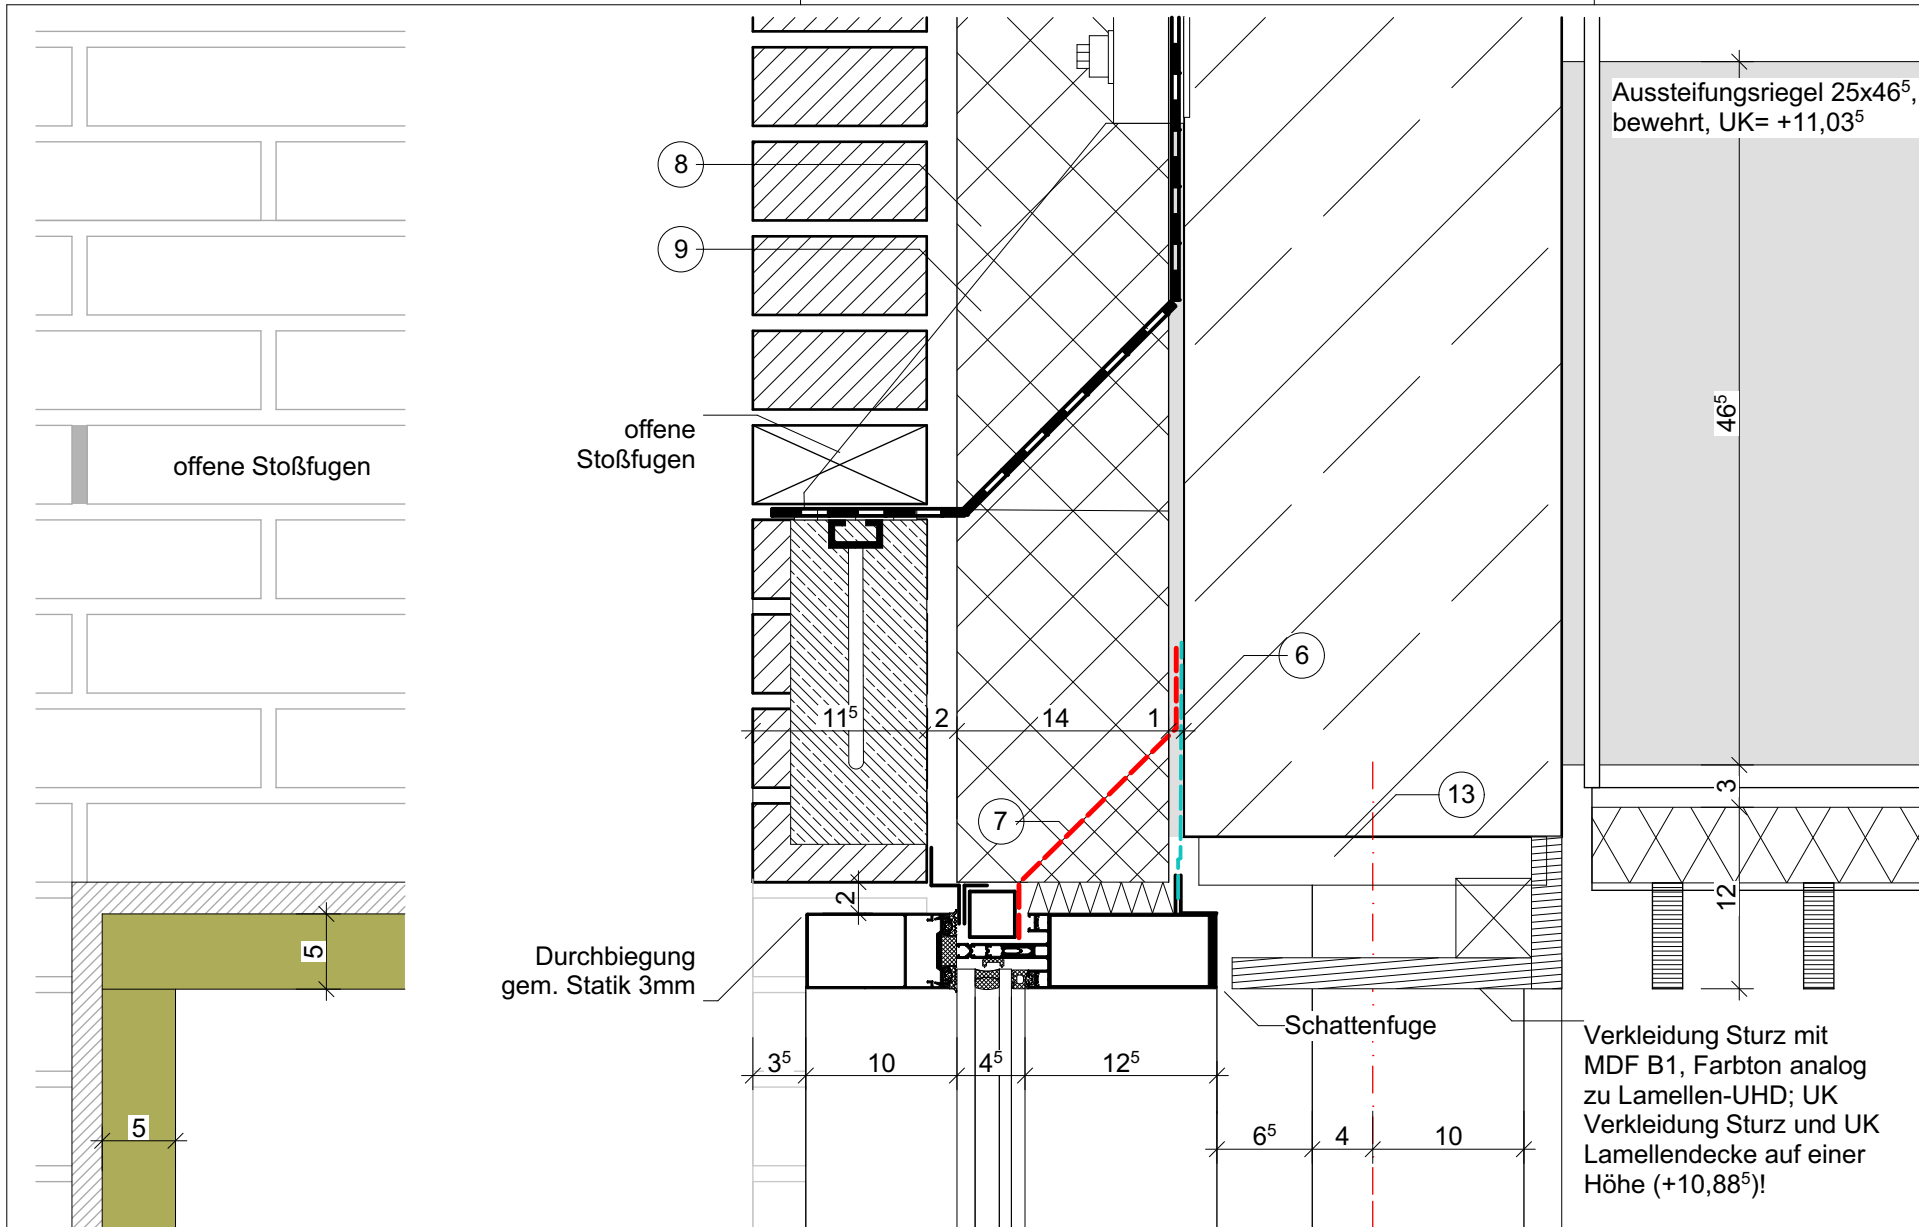 Aussteifungsriegel 25x46⁵,
bewehrt, UK= +11,03⁵
8
9
offene
Stoßfugen
offene Stoßfugen
46⁵
6
11⁵ 2 14 1
3
13
7
2
12
5
Durchbiegung
gem. Statik 3mm
Schattenfuge
Verkleidung Sturz mit
MDF B1, Farbton analog
zu Lamellen-UHD; UK
Verkleidung Sturz und UK
Lamellendecke auf einer
Höhe (+10,88⁵)!
3⁵ 10 4⁵ 12⁵
5
6⁵ 4 10